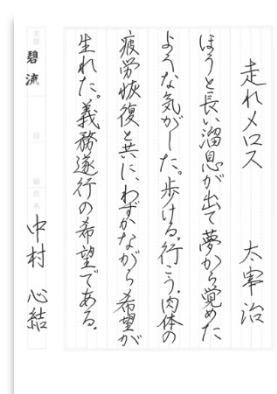 走れメロス
太宰治
ほうと長い溜息が出て夢から覚めた
ような気がした。歩ける。行こう。肉体の
疲労恢復と共に、わずかながら希望が
生れた。義務遂行の希望である。
碧流
中村 心結